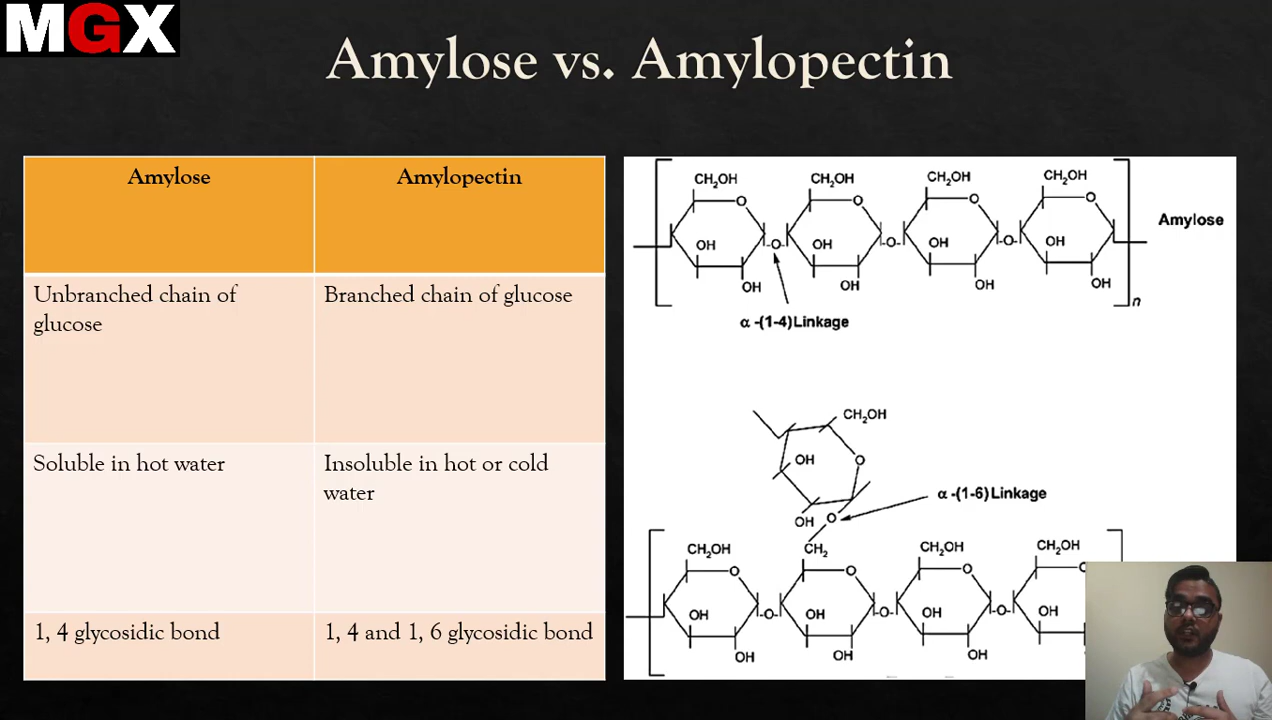 MGX
Amylose vs. Amylopectin
Amylose
Amylopectin
Unbranched chain of
glucose
Branched chain of glucose
Soluble in hot water
Insoluble in hot or cold
water
1, 4 glycosidic bond
1, 4 and 1, 6 glycosidic bond
CH₂OH CH₂OH CH₂OH CH₂OH
O O O O
Amylose
OH O OH O OH O OH
OH OH OH OH
n
α -(1-4)Linkage
CH₂OH
OH O
α -(1-6)Linkage
OH O
CH₂OH CH₂ CH₂OH CH₂OH
O O O O
OH O OH O OH O OH
OH OH OH